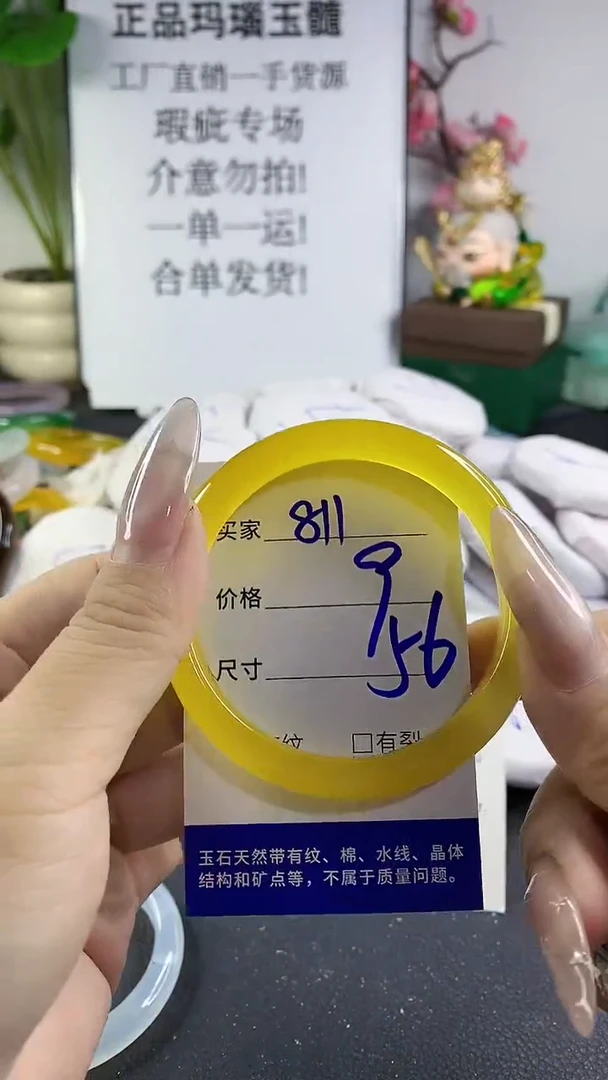 正品玛瑙玉髓
工厂直销一手货源
瑕疵专场
介意勿拍!
一单一运!
合单发货!
买家 811
价格 9
尺寸 56
纹 □有裂
玉石天然带有纹、棉、水线、晶体
结构和矿点等，不属于质量问题。